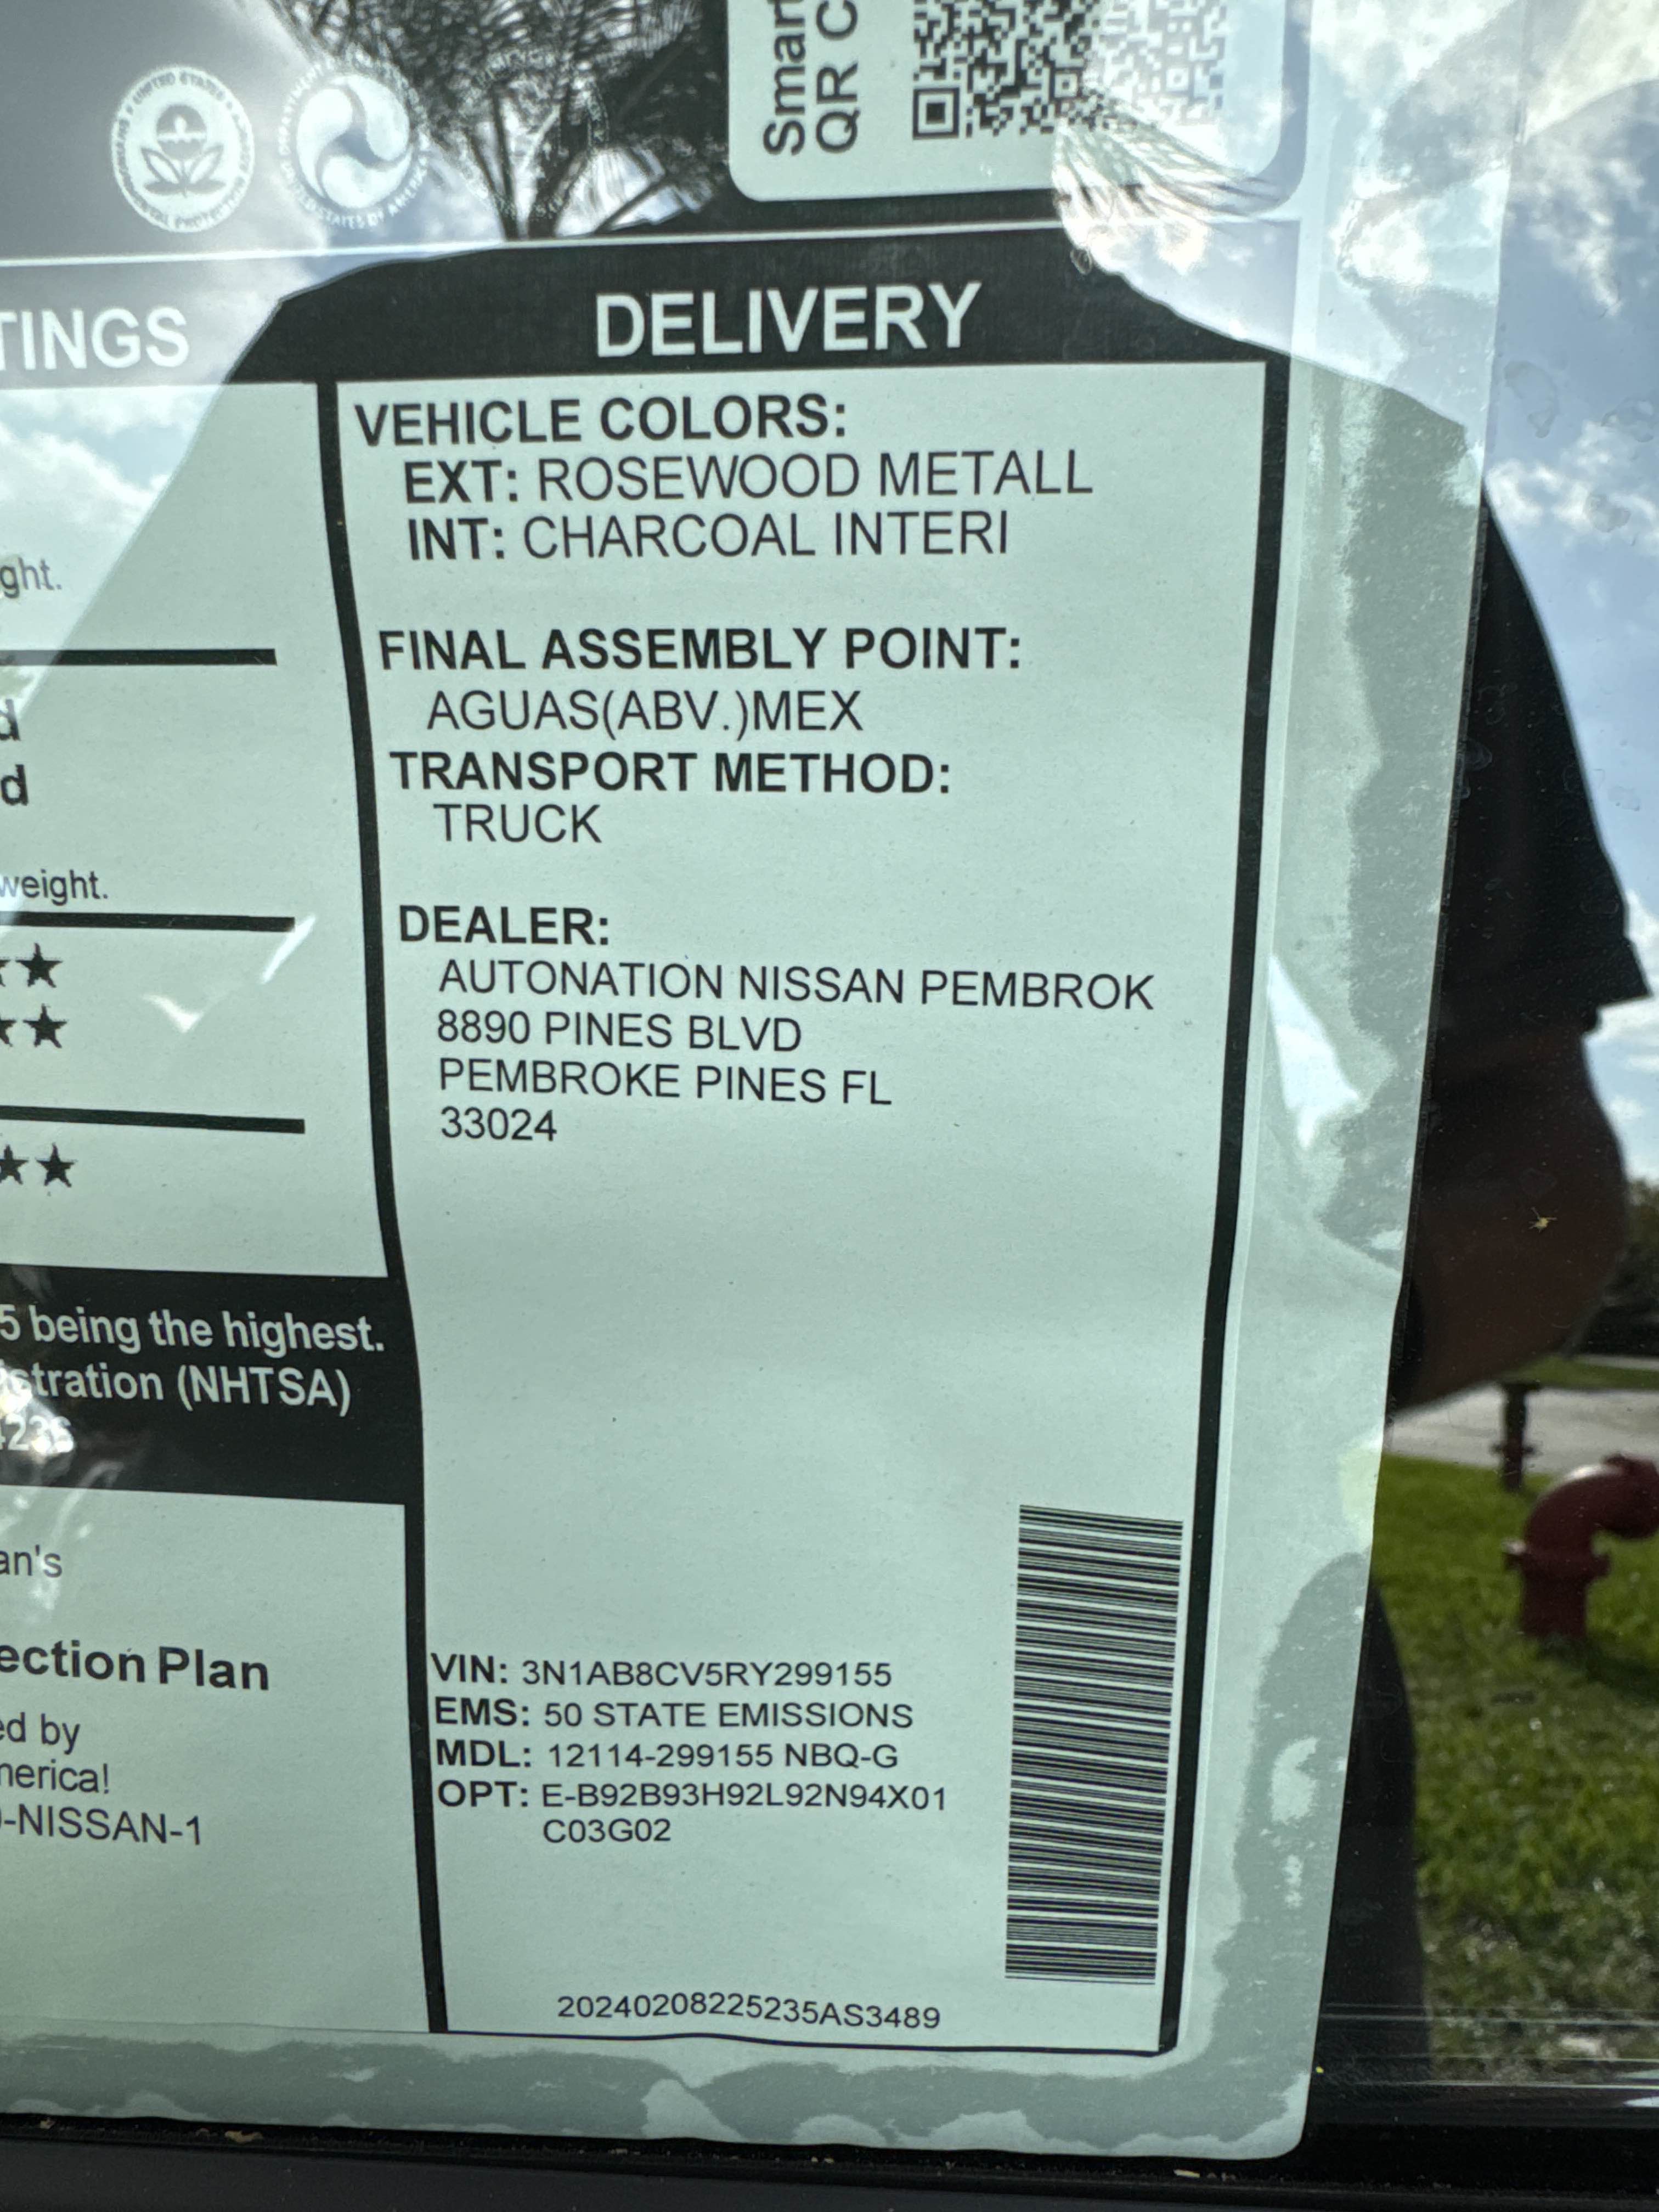 Smart
QR C
TINGS
DELIVERY
VEHICLE COLORS:
EXT: ROSEWOOD METALL
INT: CHARCOAL INTERI
ght.
FINAL ASSEMBLY POINT:
AGUAS(ABV.)MEX
d
TRANSPORT METHOD:
d
TRUCK
weight.
DEALER:
★★
AUTONATION NISSAN PEMBROK
★★
8890 PINES BLVD
PEMBROKE PINES FL
33024
★★
5 being the highest.
stration (NHTSA)
an's
ection Plan
ed by
merica!
-NISSAN-1
VIN: 3N1AB8CV5RY299155
EMS: 50 STATE EMISSIONS
MDL: 12114-299155 NBQ-G
OPT: E-B92B93H92L92N94X01
C03G02
20240208225235AS3489